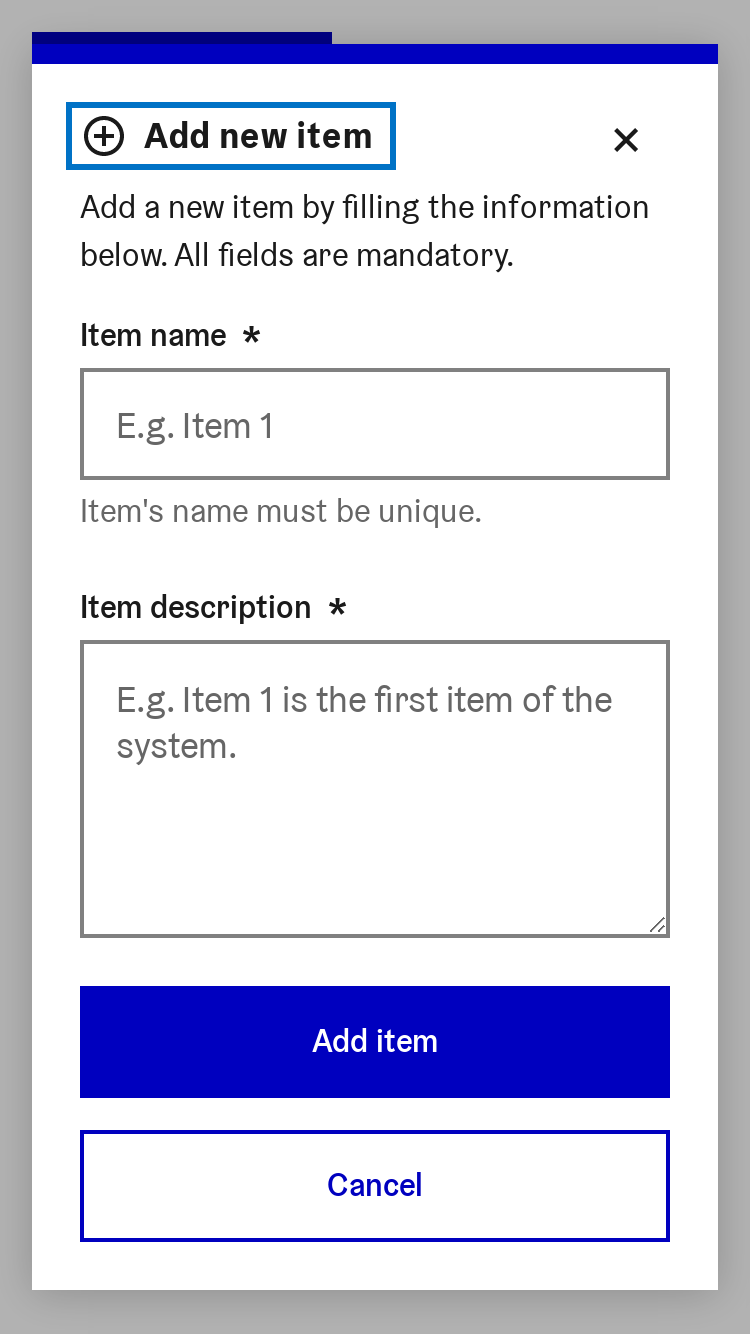 Add new item
Add a new item by filling the information
below. All fields are mandatory.
Item name *
E.g. Item 1
Item's name must be unique.
Item description *
E.g. Item 1 is the first item of the
system.
Add item
Cancel